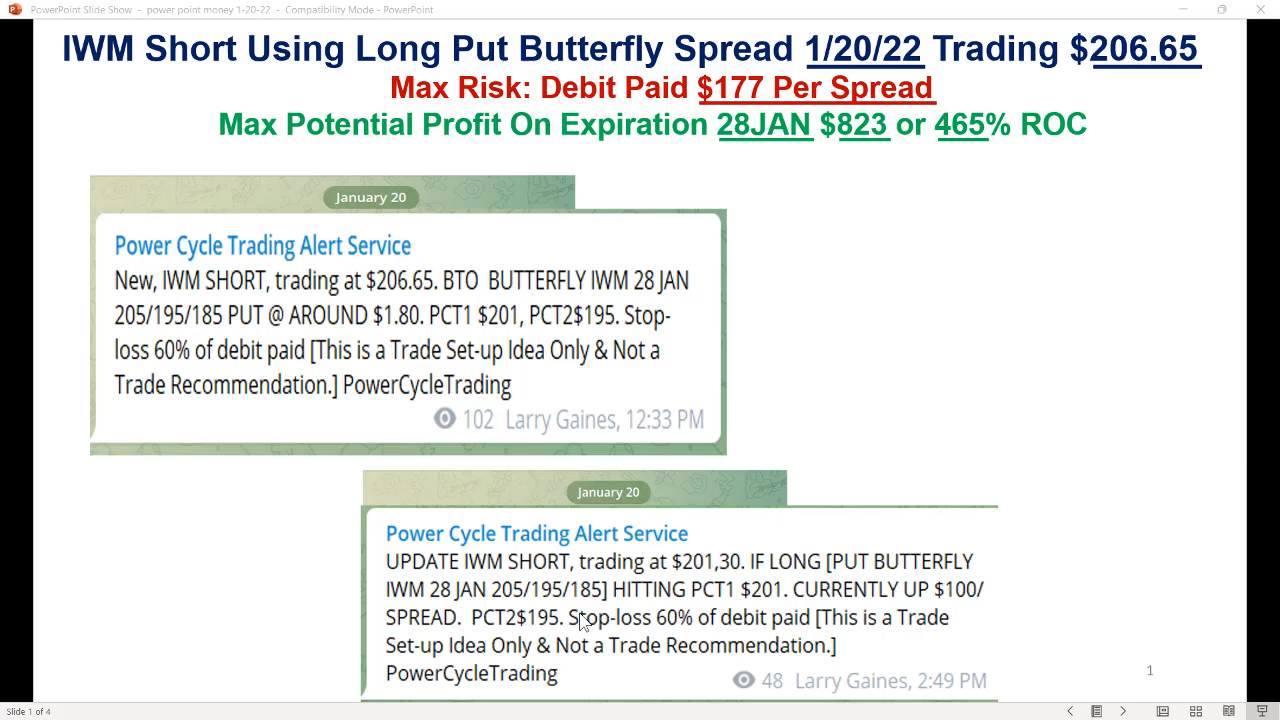 PowerPoint Slide Show - power point money 1-20-22 - Compatibility Mode - PowerPoint
IWM Short Using Long Put Butterfly Spread 1/20/22 Trading $206.65
Max Risk: Debit Paid $177 Per Spread
Max Potential Profit On Expiration 28JAN $823 or 465% ROC
January 20
Power Cycle Trading Alert Service
New, IWM SHORT, trading at $206.65. BTO BUTTERFLY IWM 28 JAN
205/195/185 PUT @ AROUND $1.80. PCT1 $201, PCT2$195. Stop-
loss 60% of debit paid [This is a Trade Set-up Idea Only & Not a
Trade Recommendation.] PowerCycleTrading
102 Larry Gaines, 12:33 PM
January 20
Power Cycle Trading Alert Service
UPDATE IWM SHORT, trading at $201,30. IF LONG [PUT BUTTERFLY
IWM 28 JAN 205/195/185] HITTING PCT1 $201. CURRENTLY UP $100/
SPREAD. PCT2$195. Stop-loss 60% of debit paid [This is a Trade
Set-up Idea Only & Not a Trade Recommendation.]
PowerCycleTrading
48 Larry Gaines, 2:49 PM
1
Slide 1 of 4